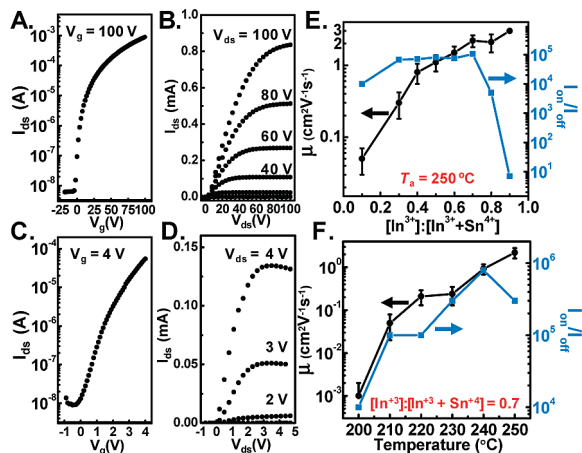 A.
V_g = 100 V
10^-3
10^-4
10^-5
10^-6
10^-7
10^-8
I_ds (A)
-25 0 25 50 75 100
V_g(V)
B.
V_ds = 100 V
80 V
60 V
40 V
1.0
0.8
0.6
0.4
0.2
0.0
I_ds (mA)
0 20 40 60 80 100
V_ds(V)
C.
V_g = 4 V
10^-4
10^-5
10^-6
10^-7
10^-8
I_ds (A)
-1 0 1 2 3 4
V_g(V)
D.
V_ds = 4 V
3 V
2 V
0.15
0.10
0.05
0.00
I_ds (mA)
0 1 2 3 4 5
V_ds(V)
E.
3
2
1
0.1
μ (cm²V⁻¹s⁻¹)
10^5
10^4
10^3
10^2
10^1
I_on/I_off
T_a = 250 °C
0.0 0.2 0.4 0.6 0.8 1.0
[In³⁺]:[In³⁺+Sn⁴⁺]
F.
10^0
10^-1
10^-2
10^-3
μ (cm²V⁻¹s⁻¹)
10^6
10^5
10^4
I_on/I_off
[In⁺³]:[In⁺³ + Sn⁺⁴] = 0.7
200 210 220 230 240 250
Temperature (°C)